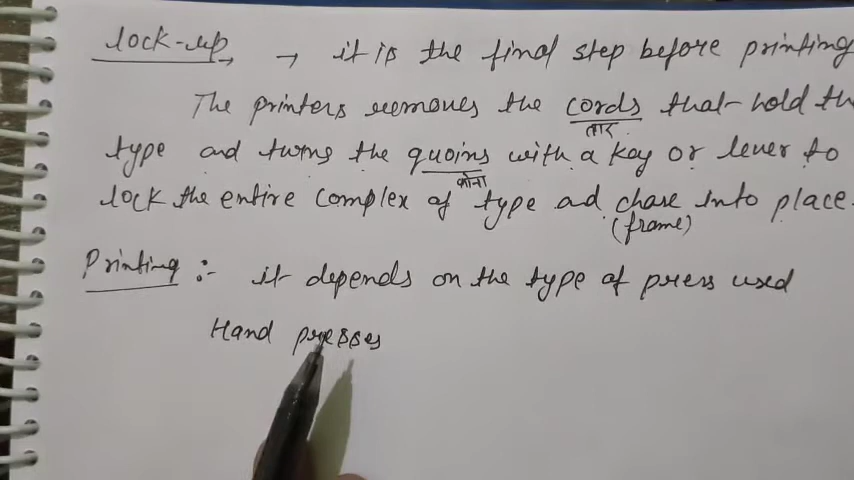 lock-up → it is the final step before printing
The printers removes the cords that hold the
तार
type and turns the quoins with a key or lever to
कोना
lock the entire complex of type ad chase into place.
(frame)
Printing :- it depends on the type of press used
Hand presses